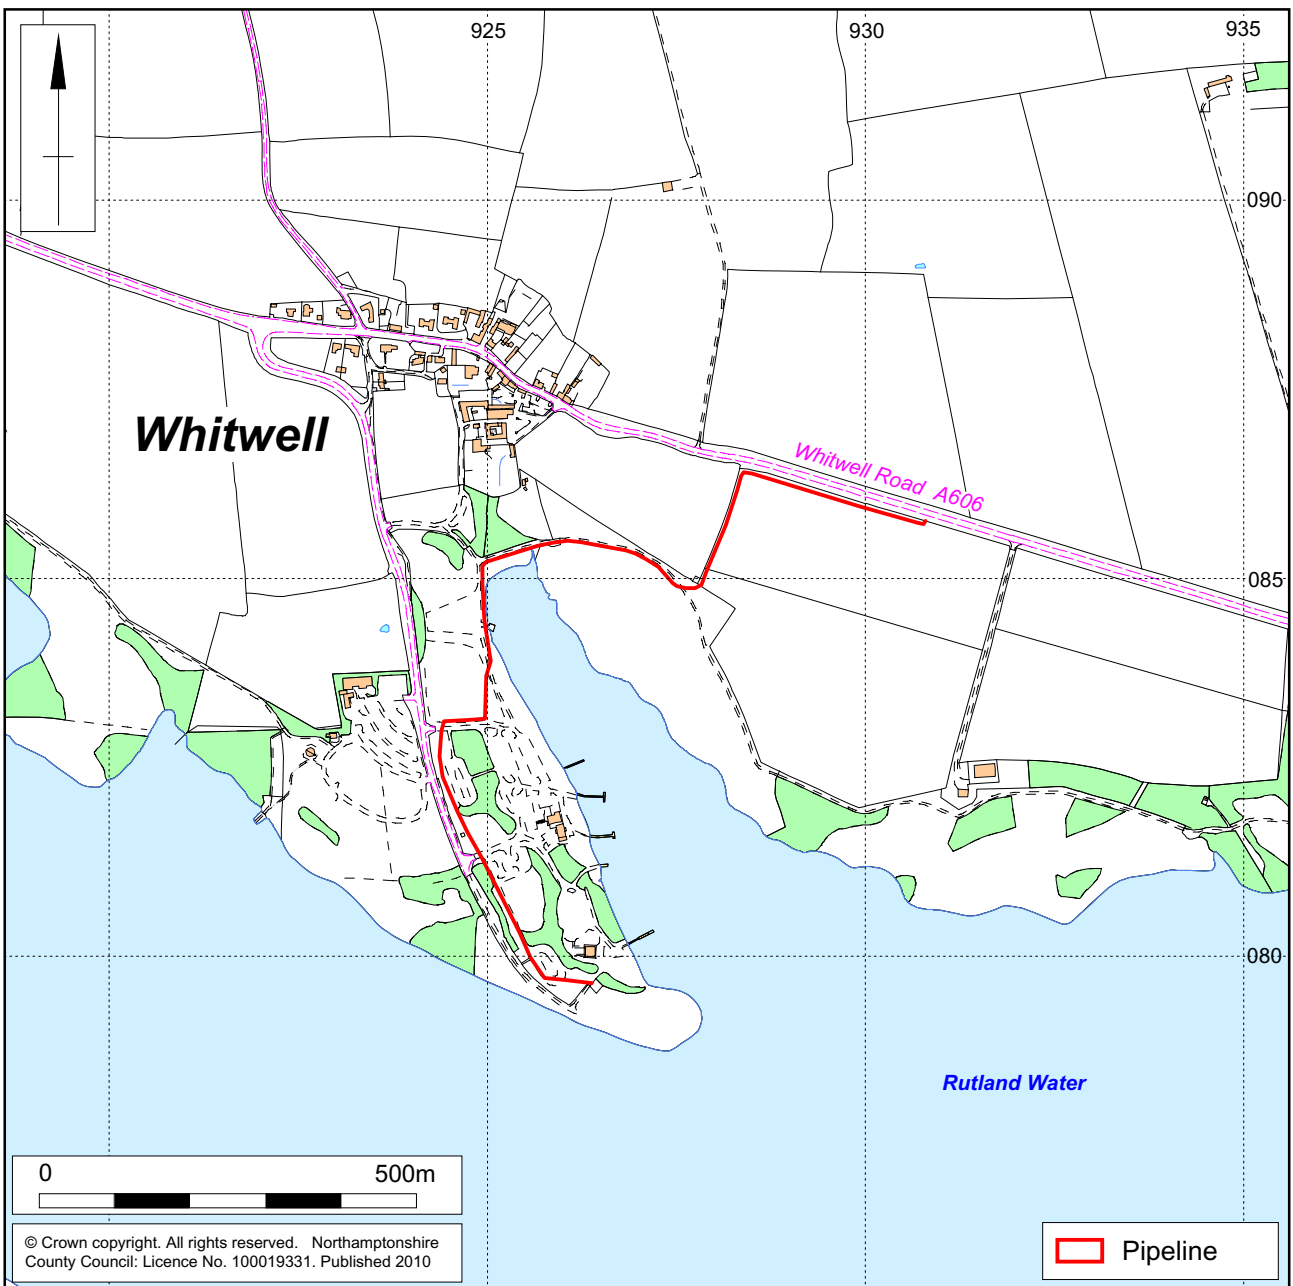 925
930
935
090
Whitwell
Whitwell Road A606
085
080
Rutland Water
0 500m
© Crown copyright. All rights reserved. Northamptonshire
County Council: Licence No. 100019331. Published 2010
Pipeline